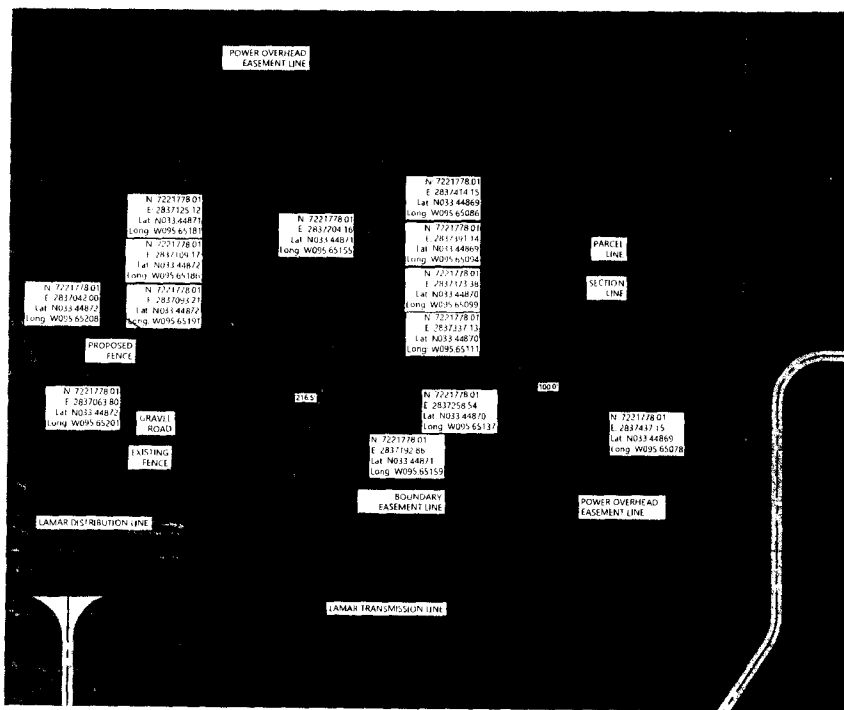 POWER OVERHEAD
EASEMENT LINE
N: 7221778.01
E: 2837125.12
Lat: N033.44871
Long: W095.65181
N: 7221778.01
E: 2837109.17
Lat: N033.44872
Long: W095.65186
N: 7221778.01
E: 2837093.21
Lat: N033.44872
Long: W095.65191
N: 7221778.01
E: 2837042.00
Lat: N033.44872
Long: W095.65208
PROPOSED
FENCE
N: 7221778.01
E: 2837063.80
Lat: N033.44872
Long: W095.65201
GRAVEL
ROAD
EXISTING
FENCE
LAMAR DISTRIBUTION LINE
N: 7221778.01
E: 2837204.16
Lat: N033.44871
Long: W095.65155
216.5'
N: 7221778.01
E: 2837414.15
Lat: N033.44869
Long: W095.65086
N: 7221778.01
E: 2837391.14
Lat: N033.44869
Long: W095.65094
N: 7221778.01
E: 2837373.38
Lat: N033.44870
Long: W095.65099
N: 7221778.01
E: 2837337.13
Lat: N033.44870
Long: W095.65111
N: 7221778.01
E: 2837258.54
Lat: N033.44870
Long: W095.65137
N: 7221778.01
E: 2837192.86
Lat: N033.44871
Long: W095.65159
BOUNDARY
EASEMENT LINE
100.0'
PARCEL
LINE
SECTION
LINE
N: 7221778.01
E: 2837437.15
Lat: N033.44869
Long: W095.65078
POWER OVERHEAD
EASEMENT LINE
LAMAR TRANSMISSION LINE